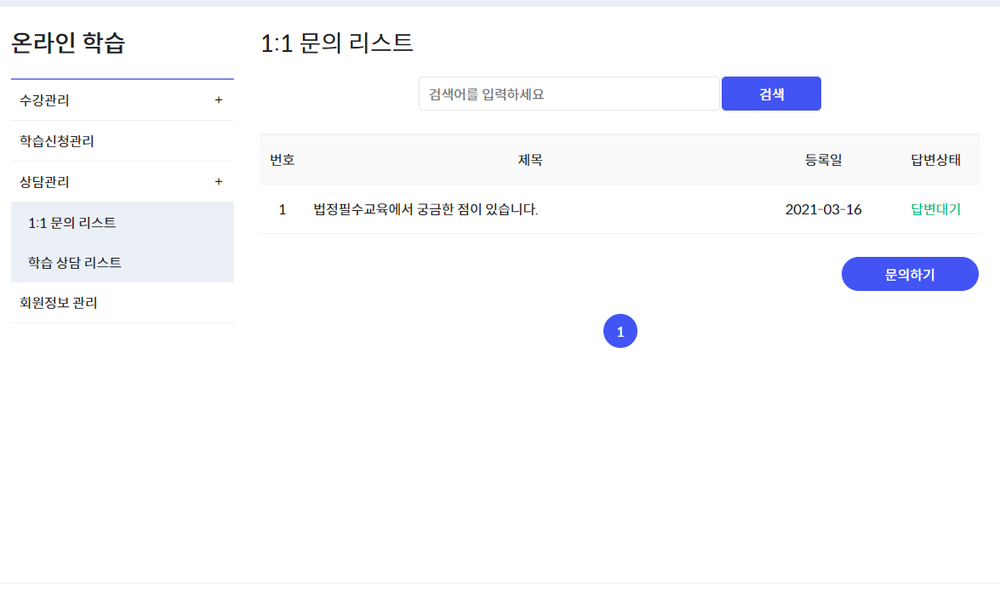 온라인 학습
수강관리 +
학습신청관리
상담관리 +
1:1 문의 리스트
학습 상담 리스트
회원정보 관리
1:1 문의 리스트
검색어를 입력하세요 검색
번호 제목 등록일 답변상태
1 법정필수교육에서 궁금한 점이 있습니다. 2021-03-16 답변대기
문의하기
1